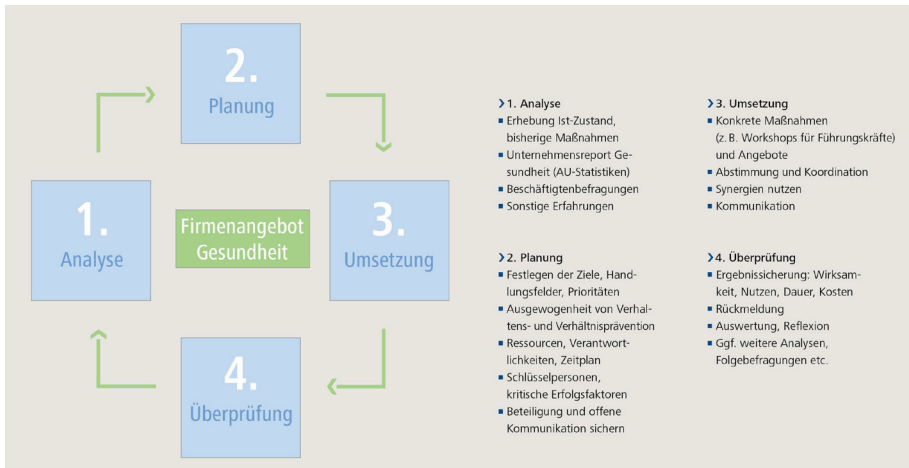 2.
Planung
1.
Analyse
Firmenangebot
Gesundheit
3.
Umsetzung
4.
Überprüfung
1. Analyse
Erhebung Ist-Zustand,
bisherige Maßnahmen
Unternehmensreport Ge-
sundheit (AU-Statistiken)
Beschäftigtenbefragungen
Sonstige Erfahrungen
2. Planung
Festlegen der Ziele, Hand-
lungsfelder, Prioritäten
Ausgewogenheit von Verhal-
tens- und Verhältnisprävention
Ressourcen, Verantwort-
lichkeiten, Zeitplan
Schlüsselpersonen,
kritische Erfolgsfaktoren
Beteiligung und offene
Kommunikation sichern
3. Umsetzung
Konkrete Maßnahmen
(z. B. Workshops für Führungskräfte)
und Angebote
Abstimmung und Koordination
Synergien nutzen
Kommunikation
4. Überprüfung
Ergebnissicherung: Wirksam-
keit, Nutzen, Dauer, Kosten
Rückmeldung
Auswertung, Reflexion
Ggf. weitere Analysen,
Folgebefragungen etc.